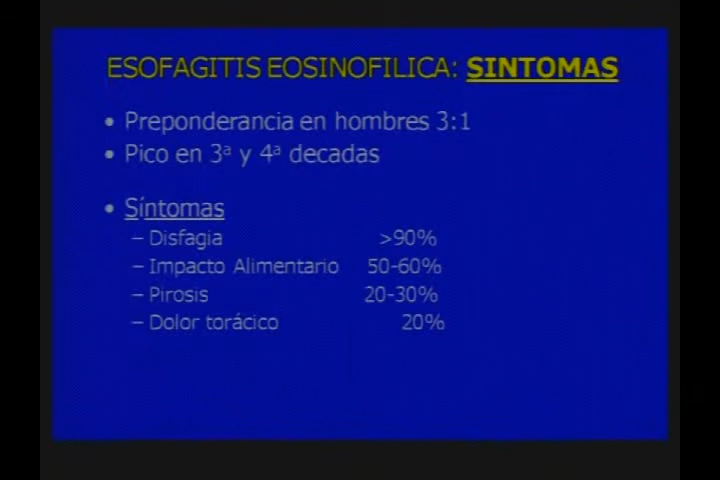 ESOFAGITIS EOSINOFILICA: SINTOMAS
• Preponderancia en hombres 3:1
• Pico en 3ª y 4ª decadas
• Síntomas
– Disfagia >90%
– Impacto Alimentario 50-60%
– Pirosis 20-30%
– Dolor torácico 20%